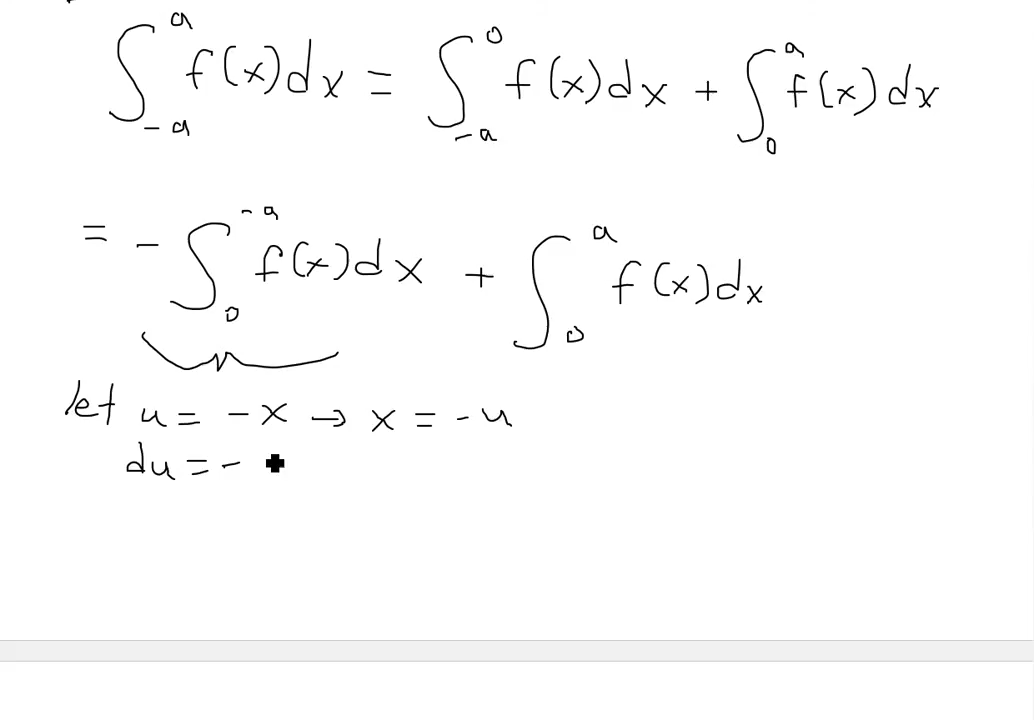 ∫_{-a}^{a} f(x)dx = ∫_{-a}^{0} f(x)dx + ∫_{0}^{a} f(x)dx
= - ∫_{0}^{-a} f(x)dx + ∫_{0}^{a} f(x)dx
let u = -x → x = -u
du = -